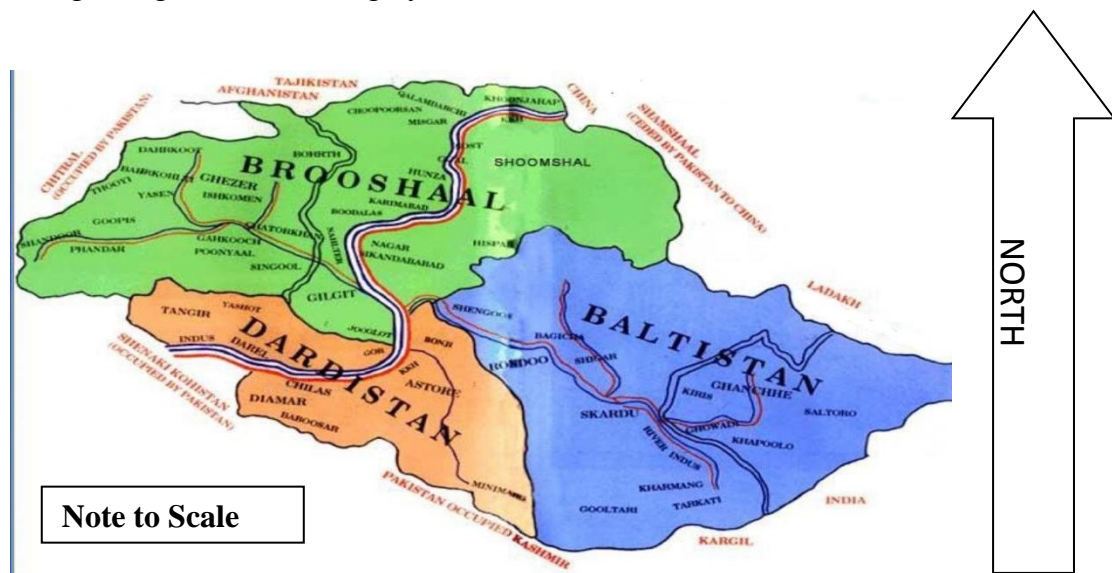 TAJIKISTAN
AFGHANISTAN
CHINA
SHAMSHAAL
(CEDED BY PAKISTAN TO CHINA)
CHITRAL
(OCCUPIED BY PAKISTAN)
QALAMDARCHI
KHOONJARAP
CHOOPOORSAN
MISGAR
KKH
DAHRKOOT
BOHRTH
SHOOMSHAL
BROOSHAAL
HUNZA
THOOYI
GHEZER
YASEN
ISHKOMEN
KARIMABAD
BOODALAS
GOOPIS
SHANDOOR
PHANDAR
GAHKOOCH
POONYAAL
SINGOOL
NAGAR
SIKANDARABAD
HISPAR
GILGIT
JOOGLOT
LADAKH
NORTH
TANGIR
YASHOT
SHENGOOS
BALTISTAN
DARDISTAN
INDUS
DAREL
GOR
BAGICHA
SHIGAR
RONDOO
SHENAKI KOHISTAN
(OCCUPIED BY PAKISTAN)
KKH
ASTORE
CHILAS
DIAMAR
BABOOSAR
GHANCHHE
KIRIS
SALTORO
SKARDU
GHOWADI
KHAPOOLO
RIVER INDUS
MINIMARG
KHARMANG
GOOLTARI
TARKATI
INDIA
KARGIL
PAKISTAN OCCUPIED KASHMIR
Note to Scale